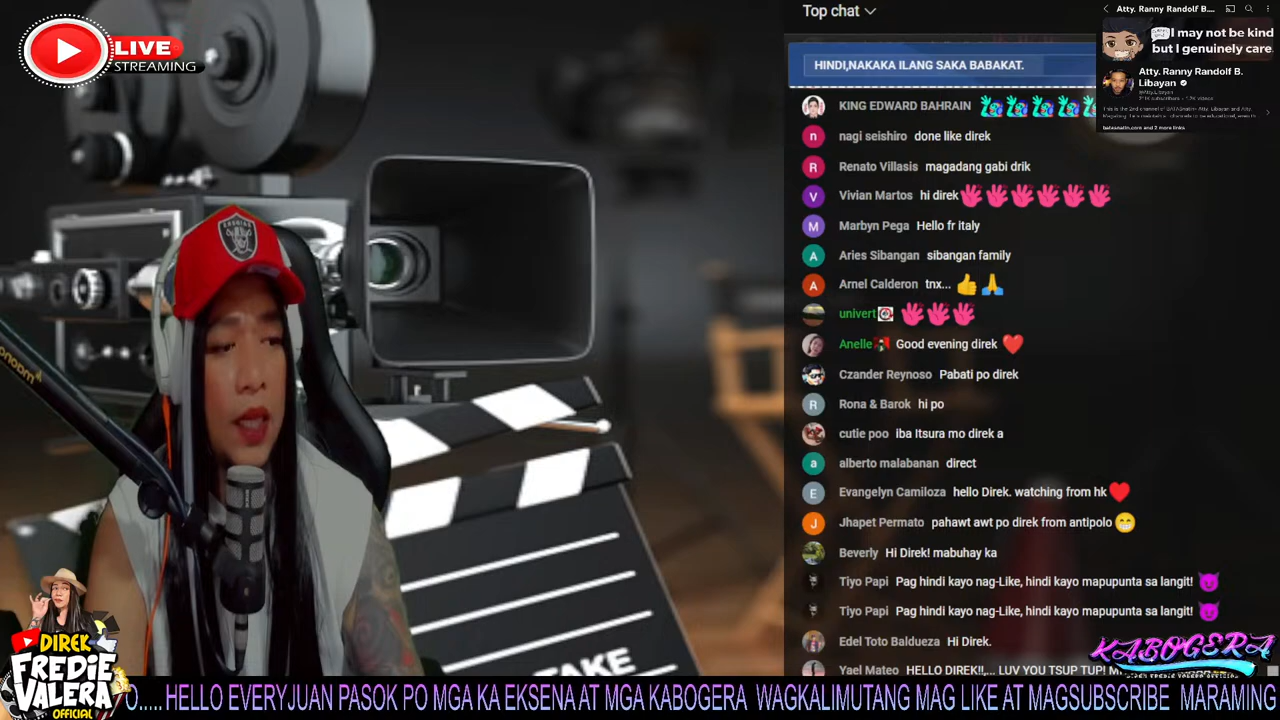 LIVE
STREAMING
Top chat
Atty. Ranny Randolf B....
I may not be kind
but I genuinely care.
Atty. Ranny Randolf B.
Libayan
HINDI,NAKAKA ILANG SAKA BABAKAT.
KING EDWARD BAHRAIN
nagi seishiro done like direk
Renato Villasis magadang gabi drik
Vivian Martos hi direk
Marbyn Pega Hello fr italy
Aries Sibangan sibangan family
Arnel Calderon tnx... 👍🙏
univert
Anelle Good evening direk ❤️
Czander Reynoso Pabati po direk
Rona & Barok hi po
cutie poo iba Itsura mo direk a
alberto malabanan direct
Evangelyn Camiloza hello Direk. watching from hk ❤️
Jhapet Permato pahawt awt po direk from antipolo 😁
Beverly Hi Direk! mabuhay ka
Tiyo Papi Pag hindi kayo nag-Like, hindi kayo mapupunta sa langit! 😈
Tiyo Papi Pag hindi kayo nag-Like, hindi kayo mapupunta sa langit! 😈
Edel Toto Baldueza Hi Direk.
Yael Mateo HELLO DIREK!!,... LUV YOU TSUP TUP!
KABOGERA
TAKE
DIREK
FREDIE
VALERA
OFFICIAL
O.....HELLO EVERYJUAN PASOK PO MGA KA EKSENA AT MGA KABOGERA WAGKALIMUTANG MAG LIKE AT MAGSUBSCRIBE MARAMING